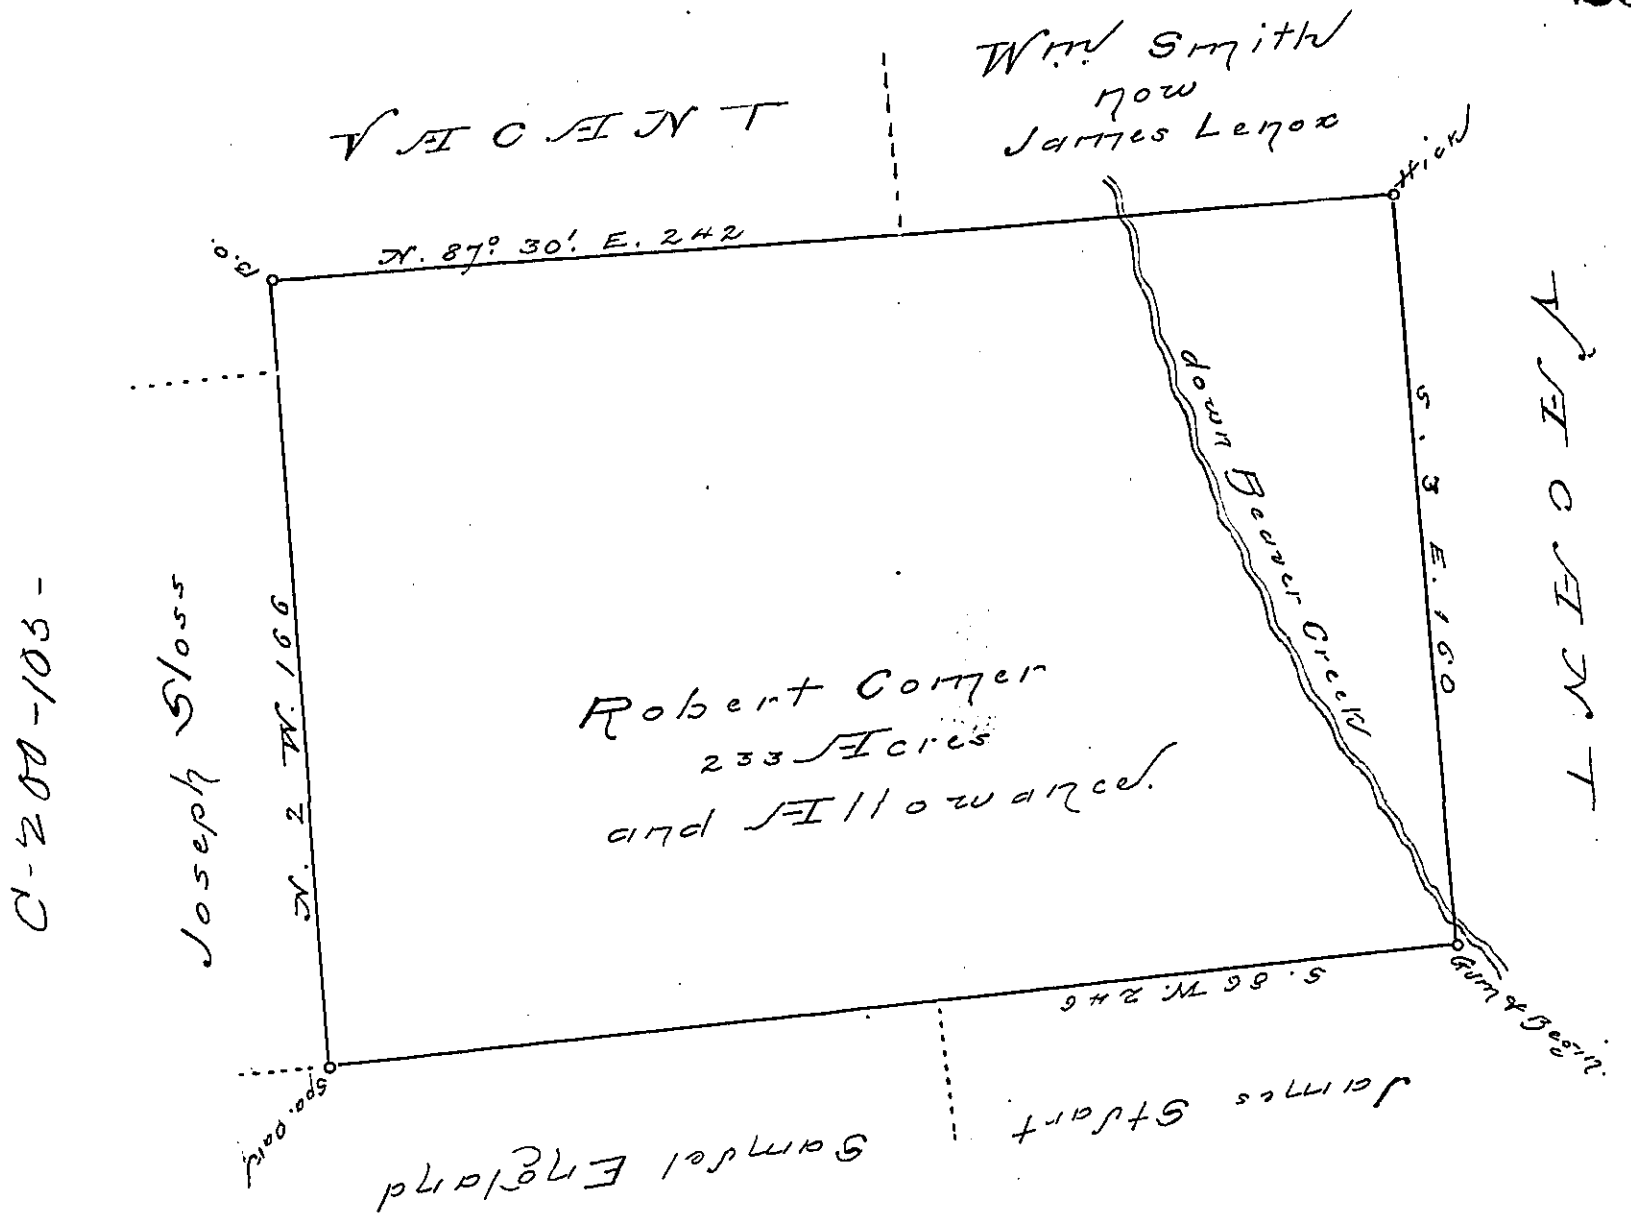 VACANT
Wm Smith
now
James Lenox
Hick
B.O.
N. 87° 30'. E. 242
VACANT
S. 3 E. 160
down Beaver Creek
C-200-103-
Joseph Sloss
N. 2 W. 166
Robert Comer
233 Acres
and Allowance.
S. 86 W. 246
Gum & Begin.
Spa. Oak
James Stuart
Samuel England